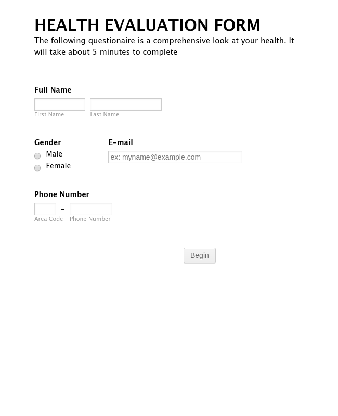 HEALTH EVALUATION FORM
The following questionaire is a comprehensive look at your health. It
will take about 5 minutes to complete
Full Name
First Name Last Name
Gender E-mail
Male ex: myname@example.com
Female
Phone Number
-
Area Code Phone Number
Begin